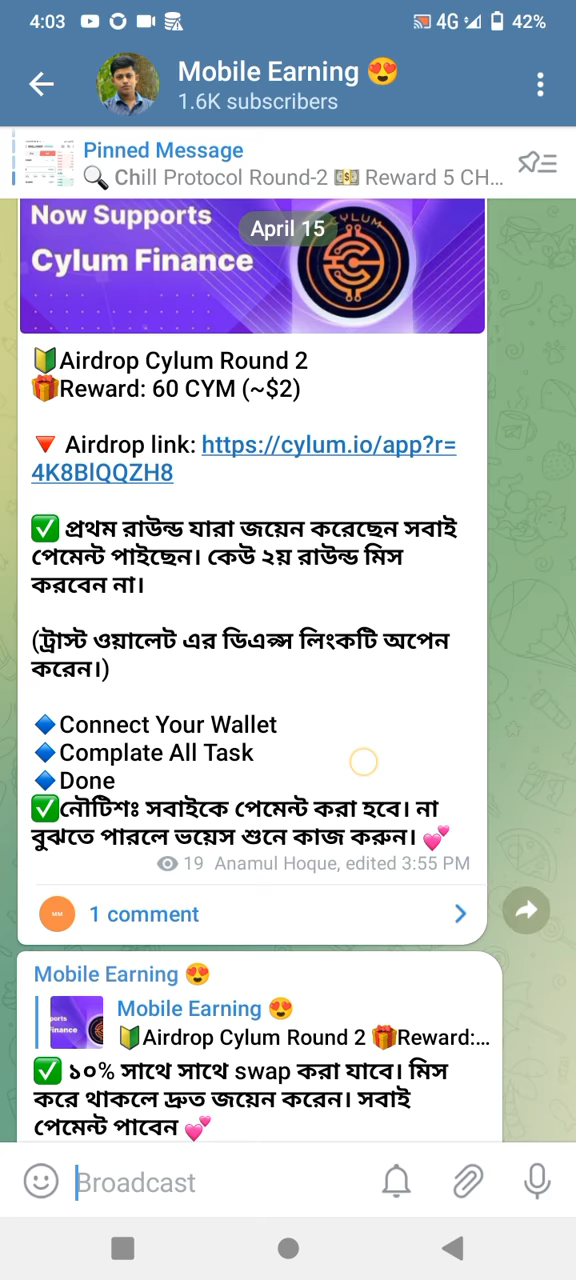 4:03
4G
42%
Mobile Earning 😍
1.6K subscribers
Pinned Message
🔍 Chill Protocol Round-2 💵 Reward 5 CH...
Now Supports
April 15
CYLUM
Cylum Finance
🔰Airdrop Cylum Round 2
🎁Reward: 60 CYM (~$2)
🔻 Airdrop link: https://cylum.io/app?r=
4K8BlQQZH8
✅ প্রথম রাউন্ড যারা জয়েন করেছেন সবাই
পেমেন্ট পাইছেন। কেউ ২য় রাউন্ড মিস
করবেন না।
(ট্রাস্ট ওয়ালেট এর ডিএপ্স লিংকটি অপেন
করেন।)
🔷Connect Your Wallet
🔷Complate All Task
🔷Done
✅নৌটিশঃ সবাইকে পেমেন্ট করা হবে। না
বুঝতে পারলে ভয়েস শুনে কাজ করুন। 💕
19 Anamul Hoque, edited 3:55 PM
MM
1 comment
Mobile Earning 😍
Mobile Earning 😍
🔰Airdrop Cylum Round 2 🎁Reward:...
✅ ১০% সাথে সাথে swap করা যাবে। মিস
করে থাকলে দ্রুত জয়েন করেন। সবাই
পেমেন্ট পাবেন 💕
Broadcast